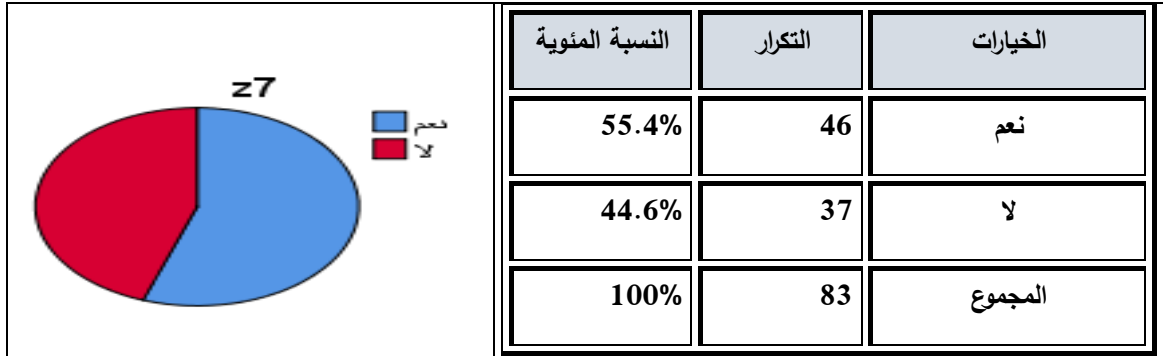 z7
نعم
لا
الخيارات التكرار النسبة المئوية
نعم 46 55.4%
لا 37 44.6%
المجموع 83 100%